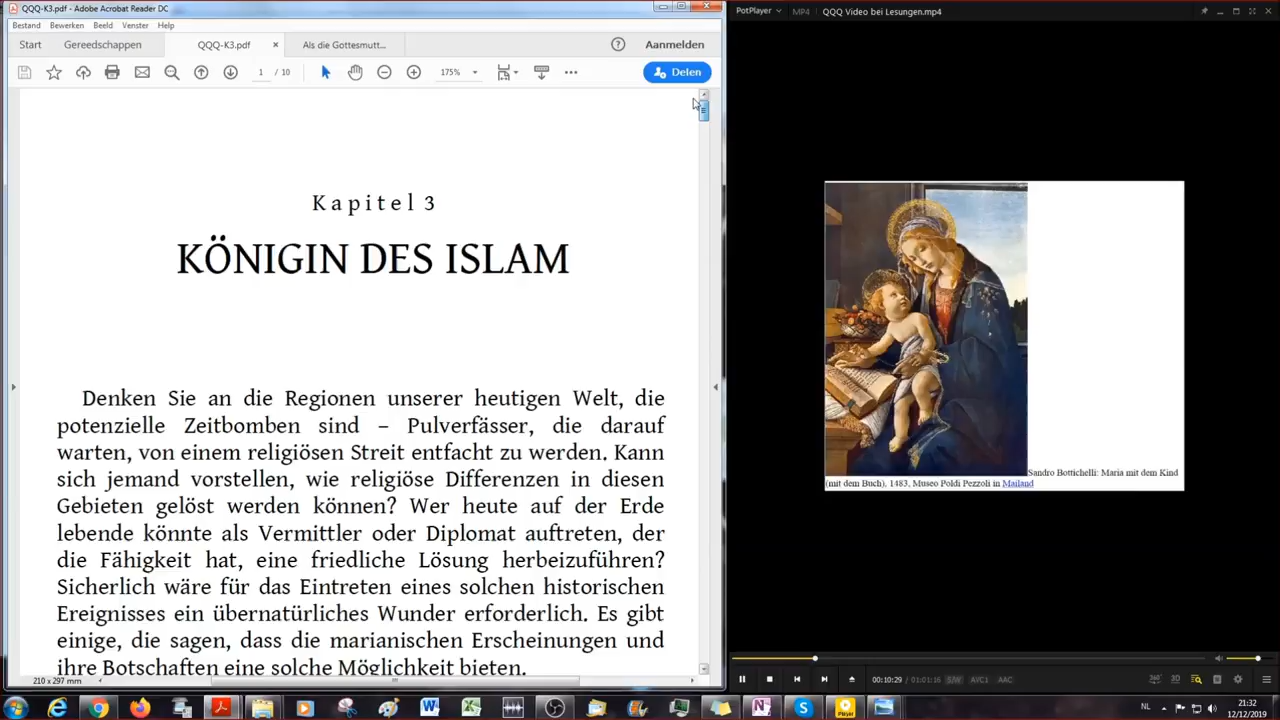 QQQ-K3.pdf - Adobe Acrobat Reader DC
Bestand Bewerken Beeld Venster Help
Start Gereedschappen QQQ-K3.pdf × Als die Gottesmutt... Aanmelden
1 / 10 175% Delen
Kapitel 3
KÖNIGIN DES ISLAM
Denken Sie an die Regionen unserer heutigen Welt, die
potenzielle Zeitbomben sind – Pulverfässer, die darauf
warten, von einem religiösen Streit entfacht zu werden. Kann
sich jemand vorstellen, wie religiöse Differenzen in diesen
Gebieten gelöst werden können? Wer heute auf der Erde
lebende könnte als Vermittler oder Diplomat auftreten, der
die Fähigkeit hat, eine friedliche Lösung herbeizuführen?
Sicherlich wäre für das Eintreten eines solchen historischen
Ereignisses ein übernatürliches Wunder erforderlich. Es gibt
einige, die sagen, dass die marianischen Erscheinungen und
ihre Botschaften eine solche Möglichkeit bieten.
210 x 297 mm
PotPlayer MP4 QQQ Video bei Lesungen.mp4
Sandro Bottichelli: Maria mit dem Kind
(mit dem Buch), 1483, Museo Poldi Pezzoli in Mailand
00:10:29 / 01:01:16 S/W AVC1 AAC
360° 3D
NL 21:32
12/12/2019